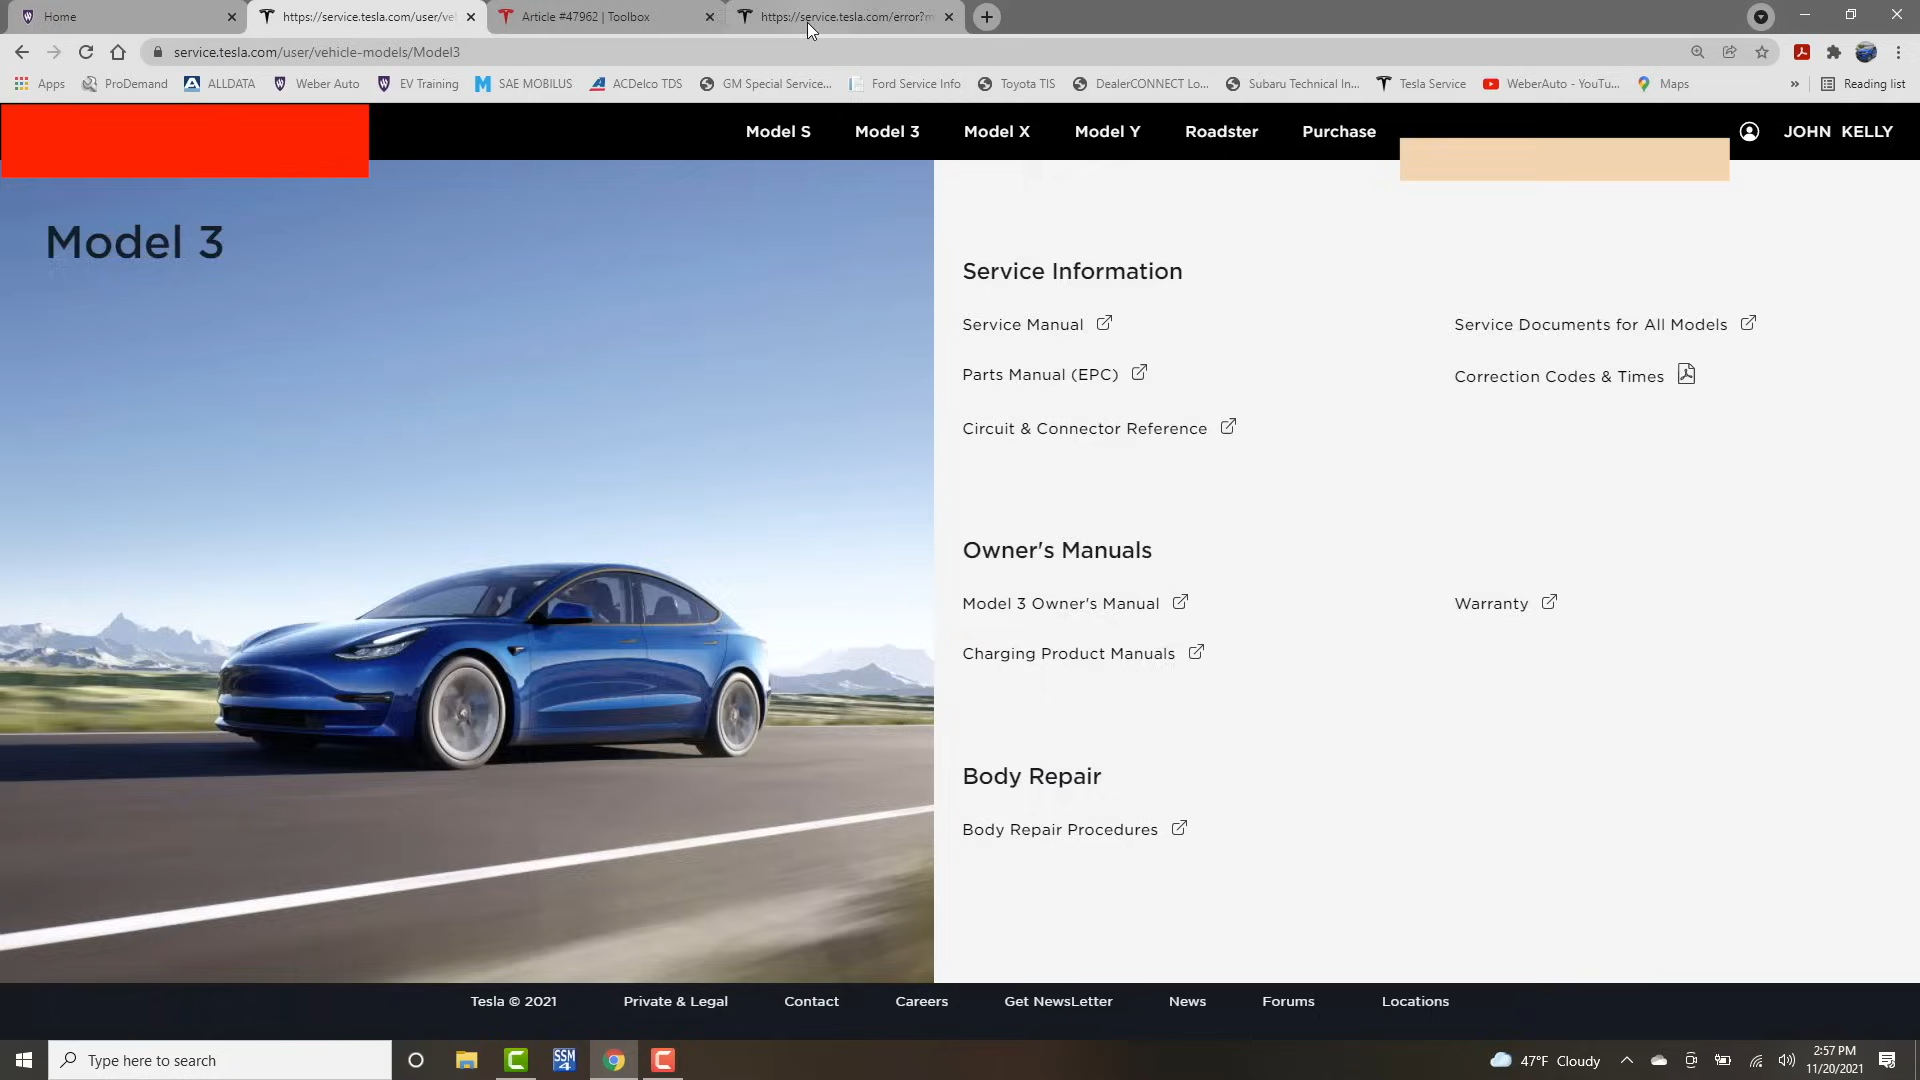 Home
https://service.tesla.com/user/ve
Article #47962 | Toolbox
https://service.tesla.com/error?m
service.tesla.com/user/vehicle-models/Model3
Apps
ProDemand
ALLDATA
Weber Auto
EV Training
SAE MOBILUS
ACDelco TDS
GM Special Service...
Ford Service Info
Toyota TIS
DealerCONNECT Lo...
Subaru Technical In...
Tesla Service
WeberAuto - YouTu...
Maps
»
Reading list
Model S
Model 3
Model X
Model Y
Roadster
Purchase
JOHN KELLY
Model 3
Service Information
Service Manual
Service Documents for All Models
Parts Manual (EPC)
Correction Codes & Times
Circuit & Connector Reference
Owner's Manuals
Model 3 Owner's Manual
Warranty
Charging Product Manuals
Body Repair
Body Repair Procedures
Tesla © 2021
Private & Legal
Contact
Careers
Get NewsLetter
News
Forums
Locations
Type here to search
SSM
4
47°F Cloudy
2:57 PM
11/20/2021